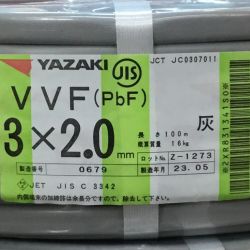 YAZAKI JIS JCT JC0307011
VVF(PbF)
3×2.0mm
灰
長さ 100m
概算質量 16kg
ロットNo. Z-1273
製造番号 0679 製造年月 23.05
JET JIS C 3342